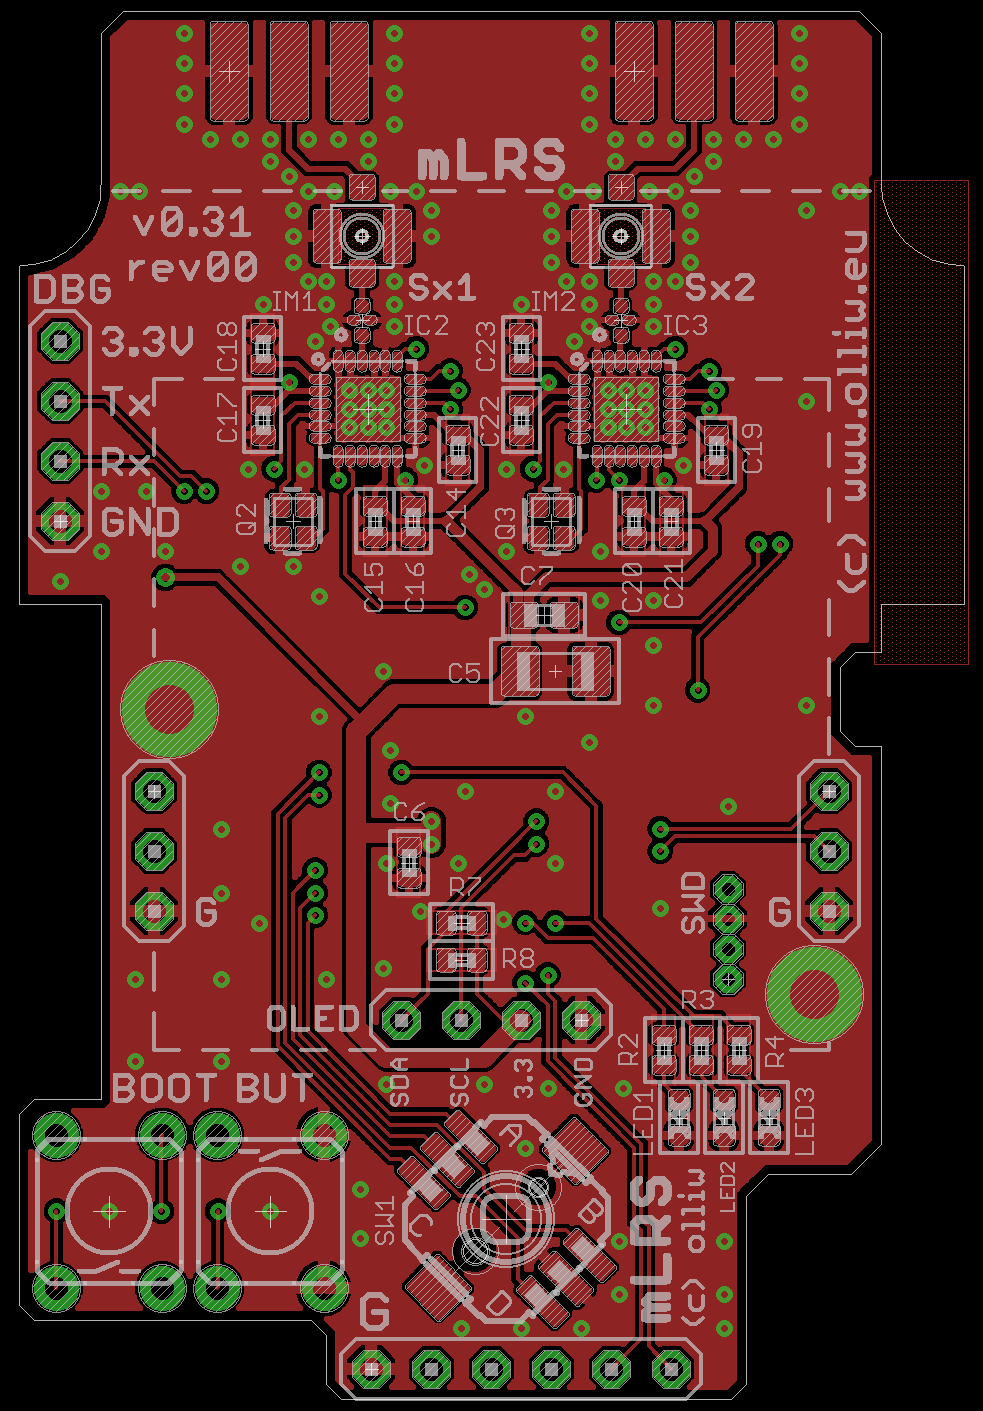 mLRS
v0.31
rev00
DBG
3.3V
Tx
Rx
GND
IM1
Sx1
IC2
IM2
Sx2
IC3
C18
C17
C23
C22
C14
C19
Q2
Q3
C15
C16
C7
C20
C21
C5
(c) www.olliw.eu
C6
R7
R8
G
G
SWD
OLED
SDA
SCL
3.3
GND
R3
R2
R4
LED1
LED2
LED3
BOOT BUT
SW1
A
B
C
D
mLRS
(c) olliw
G